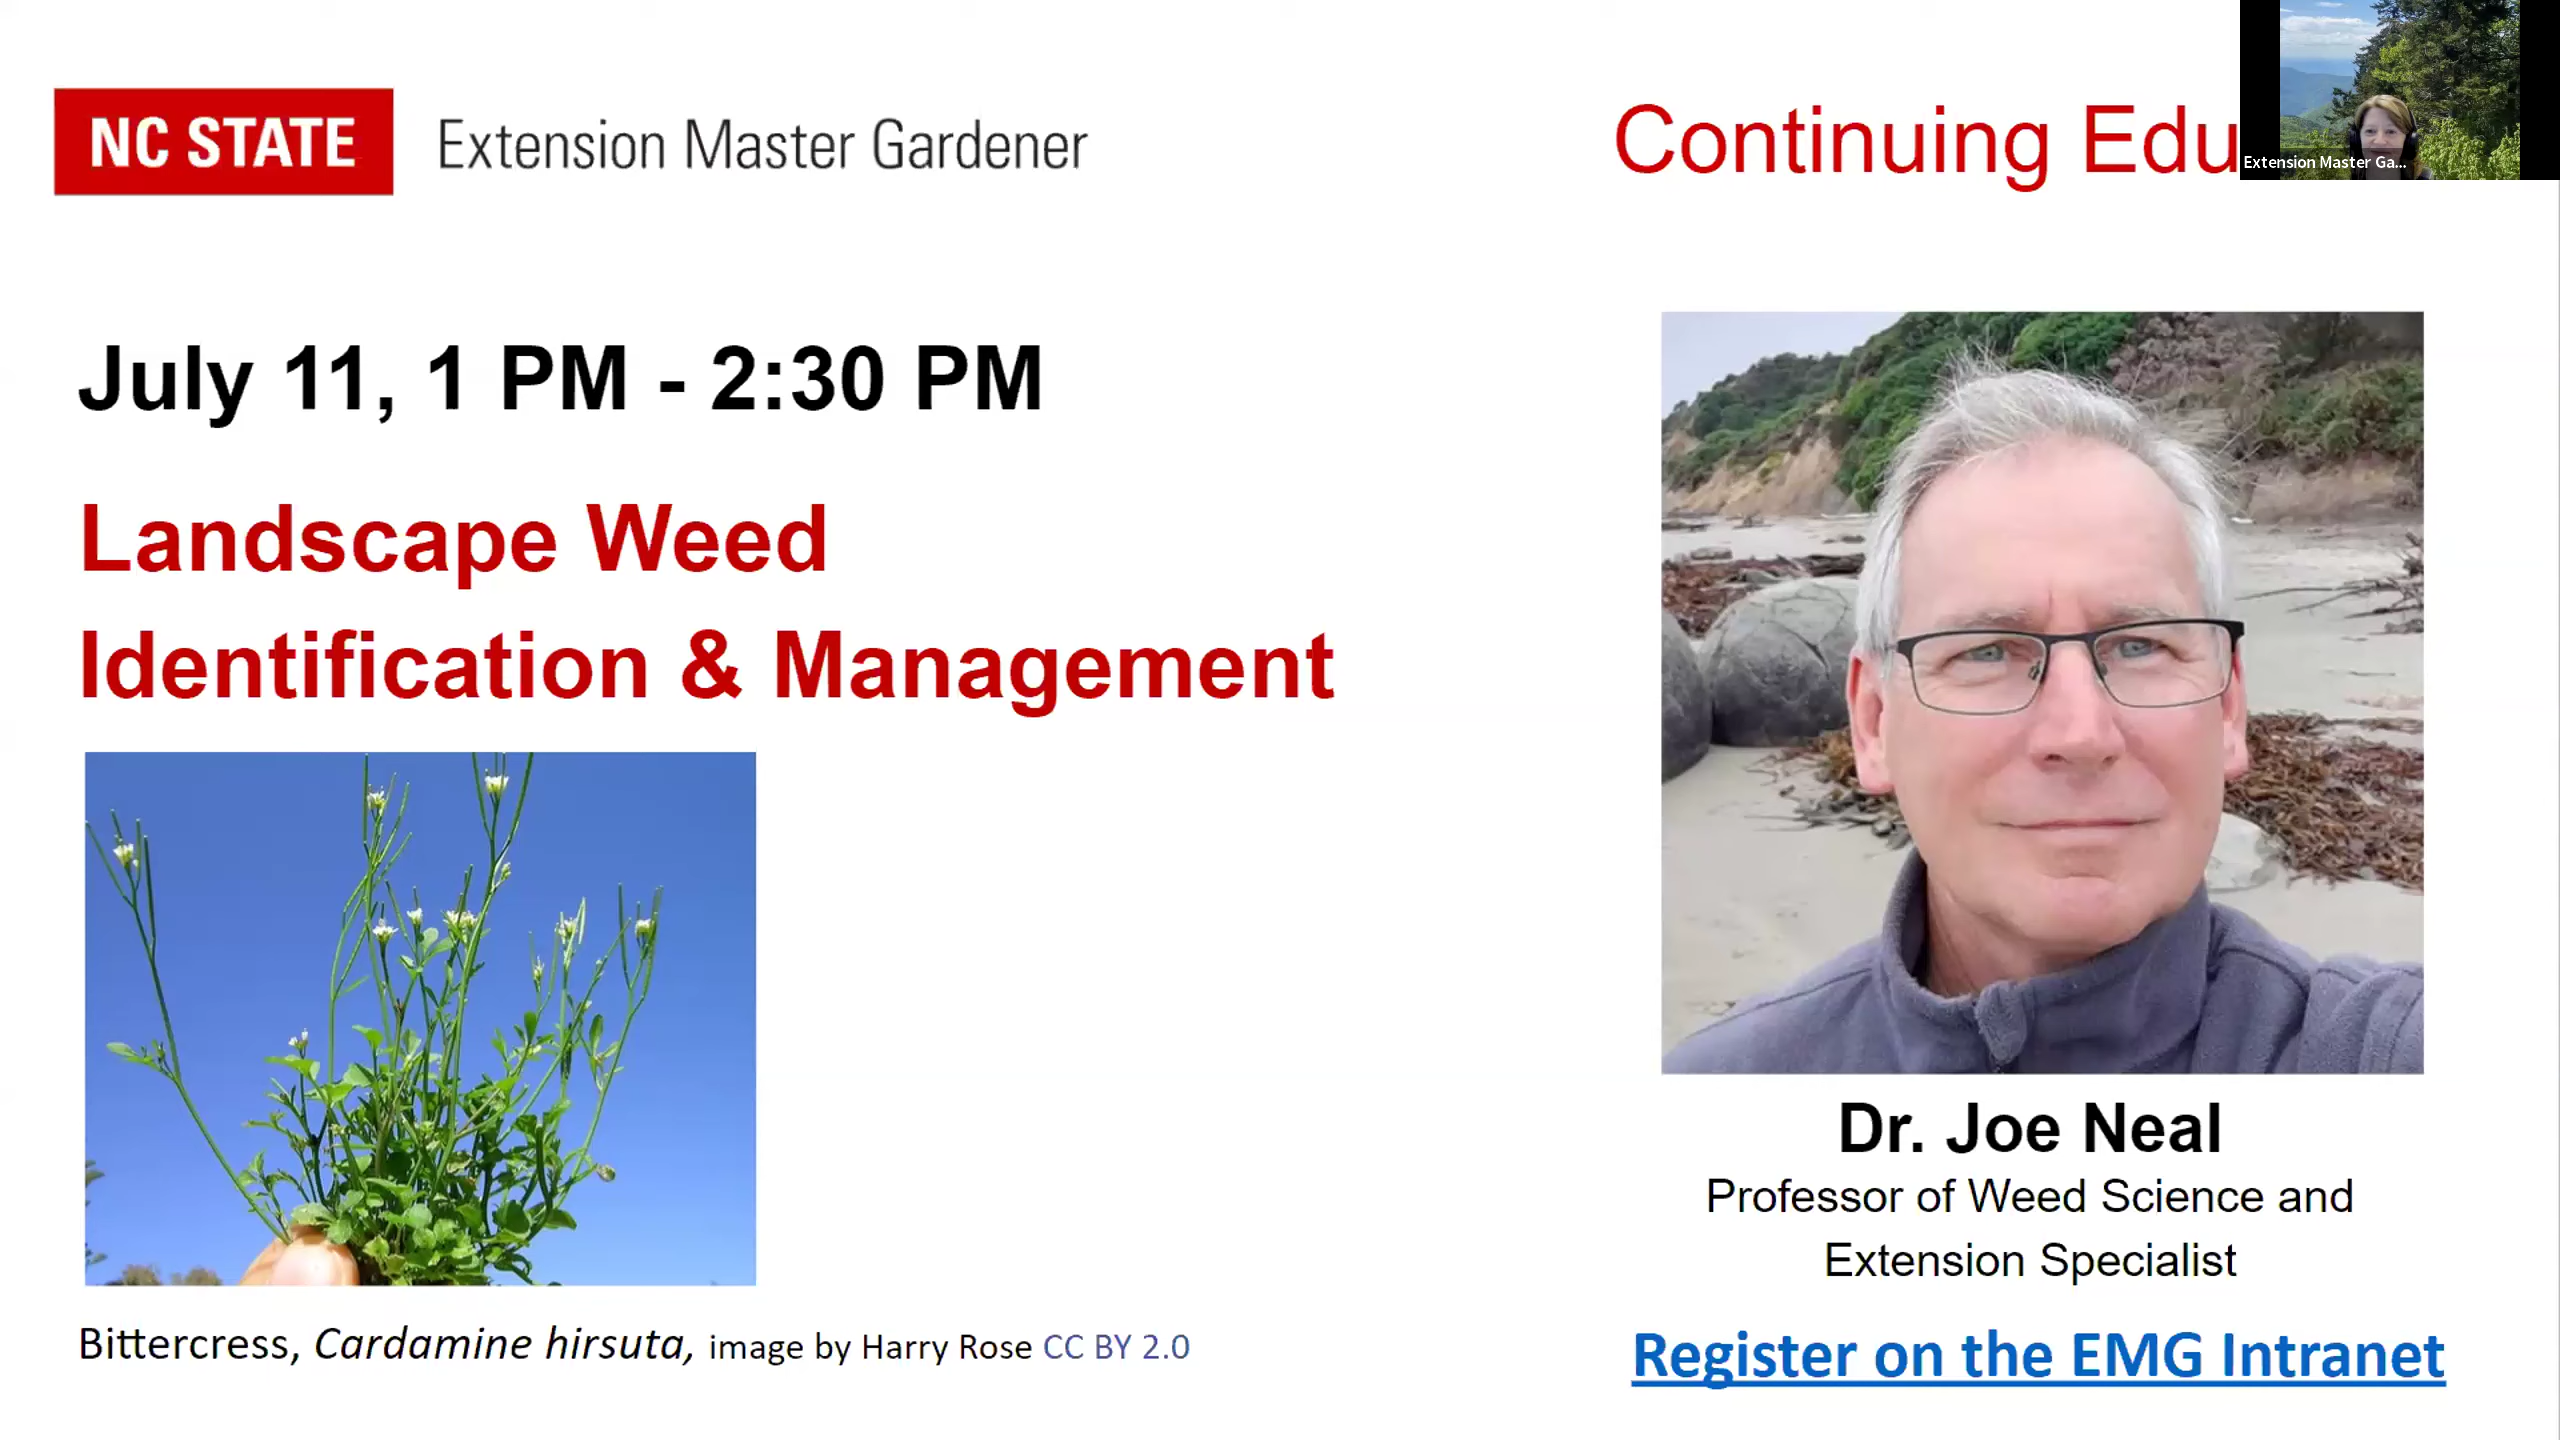 NC STATE Extension Master Gardener
Continuing Edu
Extension Master Ga...
July 11, 1 PM - 2:30 PM
Landscape Weed
Identification & Management
Dr. Joe Neal
Professor of Weed Science and
Extension Specialist
Bittercress, Cardamine hirsuta, image by Harry Rose CC BY 2.0
Register on the EMG Intranet